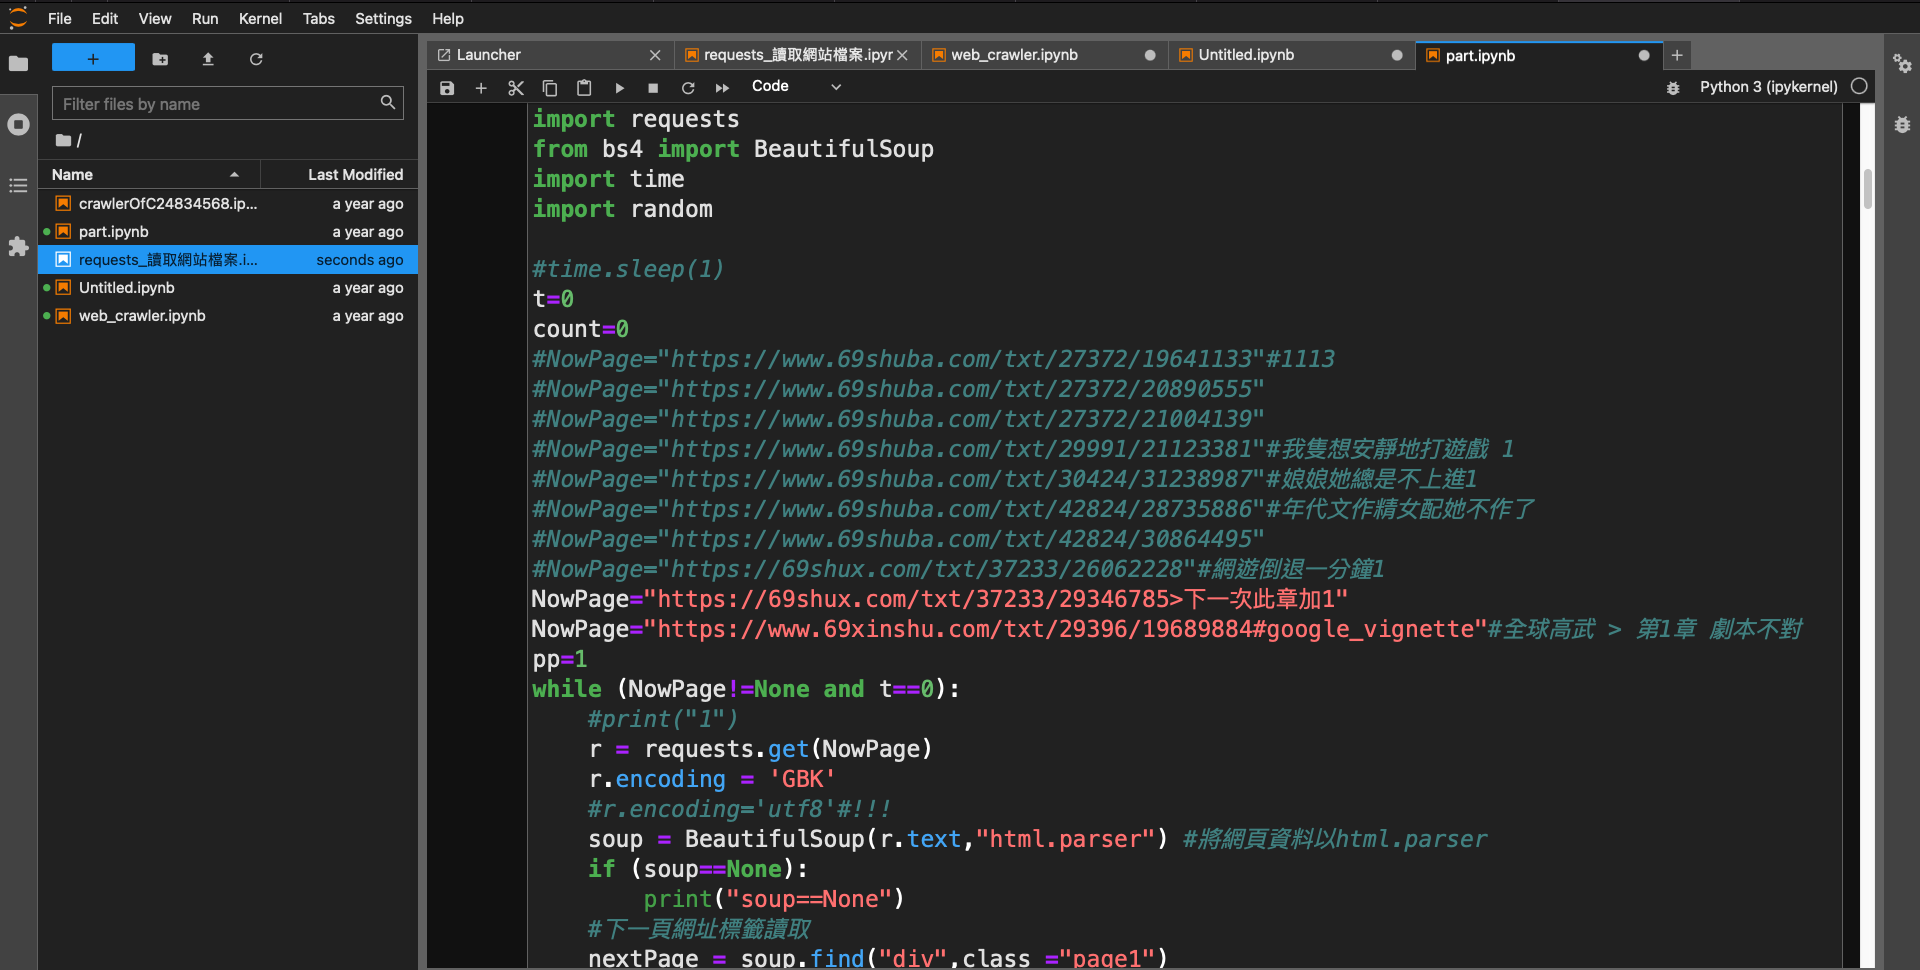 File Edit View Run Kernel Tabs Settings Help
Filter files by name
/
Name Last Modified
crawlerOfC24834568.ip... a year ago
part.ipynb a year ago
requests_讀取網站檔案.i... seconds ago
Untitled.ipynb a year ago
web_crawler.ipynb a year ago
Launcher requests_讀取網站檔案.ipyr web_crawler.ipynb Untitled.ipynb part.ipynb
Code Python 3 (ipykernel)
import requests
from bs4 import BeautifulSoup
import time
import random
#time.sleep(1)
t=0
count=0
#NowPage="https://www.69shuba.com/txt/27372/19641133"#1113
#NowPage="https://www.69shuba.com/txt/27372/20890555"
#NowPage="https://www.69shuba.com/txt/27372/21004139"
#NowPage="https://www.69shuba.com/txt/29991/21123381"#我隻想安靜地打遊戲 1
#NowPage="https://www.69shuba.com/txt/30424/31238987"#娘娘她總是不上進1
#NowPage="https://www.69shuba.com/txt/42824/28735886"#年代文作精女配她不作了
#NowPage="https://www.69shuba.com/txt/42824/30864495"
#NowPage="https://69shux.com/txt/37233/26062228"#網遊倒退一分鐘1
NowPage="https://69shux.com/txt/37233/29346785>下一次此章加1"
NowPage="https://www.69xinshu.com/txt/29396/19689884#google_vignette"#全球高武 > 第1章 劇本不對
pp=1
while (NowPage!=None and t==0):
#print("1")
r = requests.get(NowPage)
r.encoding = 'GBK'
#r.encoding='utf8'#!!!
soup = BeautifulSoup(r.text,"html.parser") #將網頁資料以html.parser
if (soup==None):
print("soup==None")
#下一頁網址標籤讀取
nextPage = soup.find("div",class_="page1")